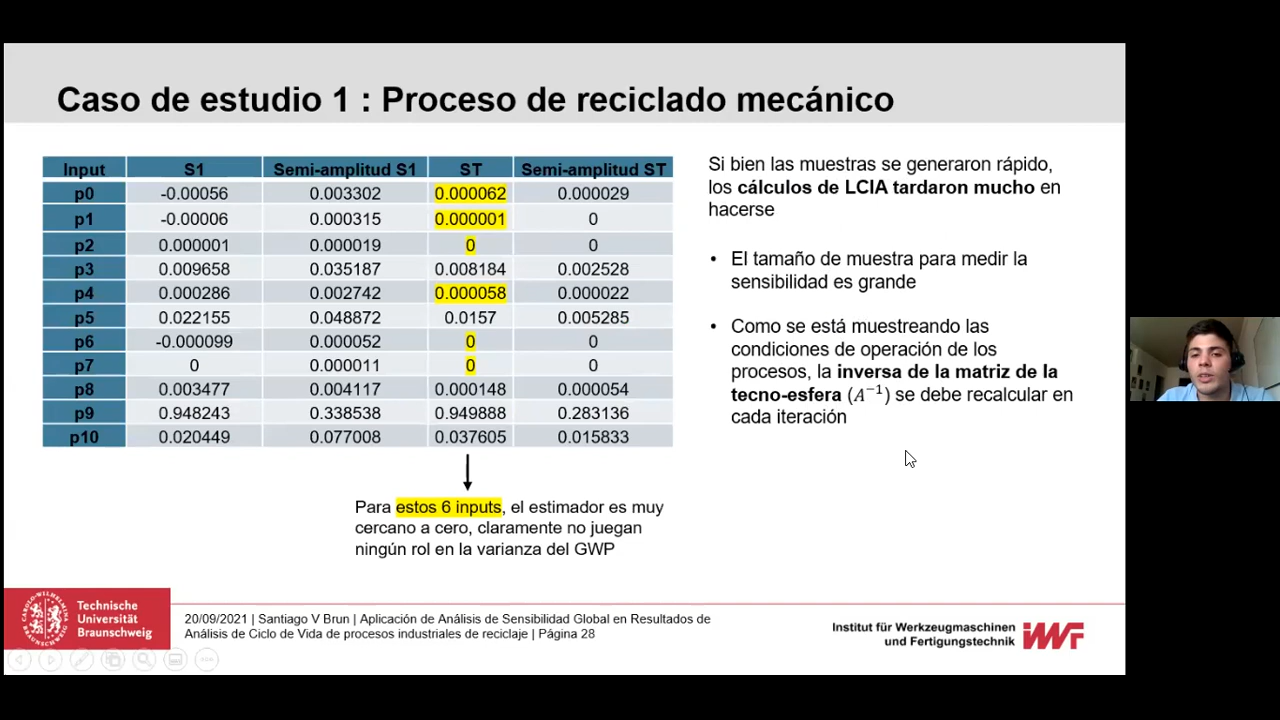 Caso de estudio 1 : Proceso de reciclado mecánico
Input S1 Semi-amplitud S1 ST Semi-amplitud ST
p0 -0.00056 0.003302 0.000062 0.000029
p1 -0.00006 0.000315 0.000001 0
p2 0.000001 0.000019 0 0
p3 0.009658 0.035187 0.008184 0.002528
p4 0.000286 0.002742 0.000058 0.000022
p5 0.022155 0.048872 0.0157 0.005285
p6 -0.000099 0.000052 0 0
p7 0 0.000011 0 0
p8 0.003477 0.004117 0.000148 0.000054
p9 0.948243 0.338538 0.949888 0.283136
p10 0.020449 0.077008 0.037605 0.015833
Para estos 6 inputs, el estimador es muy
cercano a cero, claramente no juegan
ningún rol en la varianza del GWP
Si bien las muestras se generaron rápido,
los cálculos de LCIA tardaron mucho en
hacerse
• El tamaño de muestra para medir la
sensibilidad es grande
• Como se está muestreando las
condiciones de operación de los
procesos, la inversa de la matriz de la
tecno-esfera (A⁻¹) se debe recalcular en
cada iteración
Technische
Universität
Braunschweig
20/09/2021 | Santiago V Brun | Aplicación de Análisis de Sensibilidad Global en Resultados de
Análisis de Ciclo de Vida de procesos industriales de reciclaje | Página 28
Institut für Werkzeugmaschinen
und Fertigungstechnik
iWF